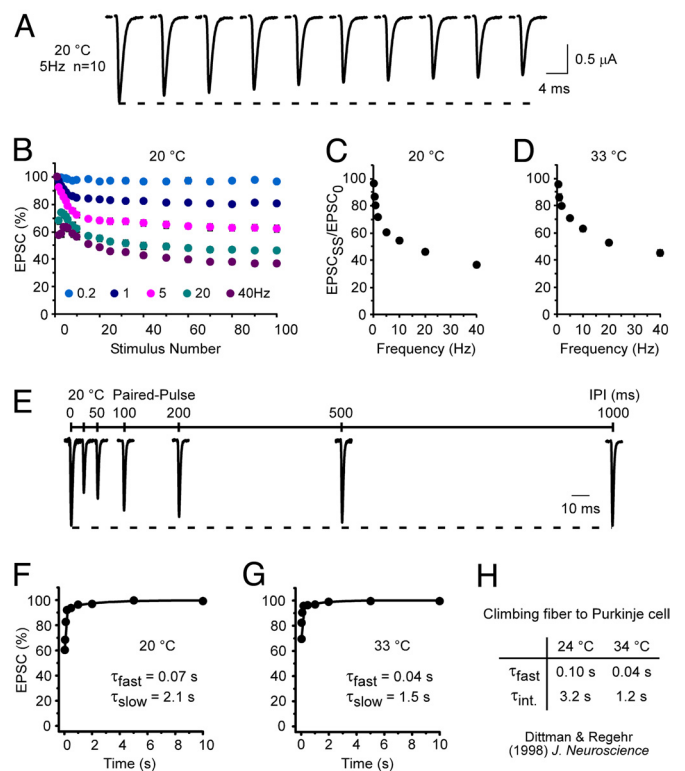 A
20 °C
5Hz n=10
0.5 μA
4 ms
B
20 °C
EPSC (%)
100
80
60
40
20
0
0.2 1 5 20 40Hz
0 20 40 60 80 100
Stimulus Number
C
20 °C
EPSCSS/EPSC0
100
80
60
40
20
0
0 10 20 30 40
Frequency (Hz)
D
33 °C
100
80
60
40
20
0
0 10 20 30 40
Frequency (Hz)
E
20 °C Paired-Pulse
IPI (ms)
0 50 100 200 500 1000
10 ms
F
EPSC (%)
100
80
60
40
20
0
20 °C
τfast = 0.07 s
τslow = 2.1 s
0 2 4 6 8 10
Time (s)
G
100
80
60
40
20
0
33 °C
τfast = 0.04 s
τslow = 1.5 s
0 2 4 6 8 10
Time (s)
H
Climbing fiber to Purkinje cell
24 °C 34 °C
τfast 0.10 s 0.04 s
τint. 3.2 s 1.2 s
Dittman & Regehr
(1998) J. Neuroscience